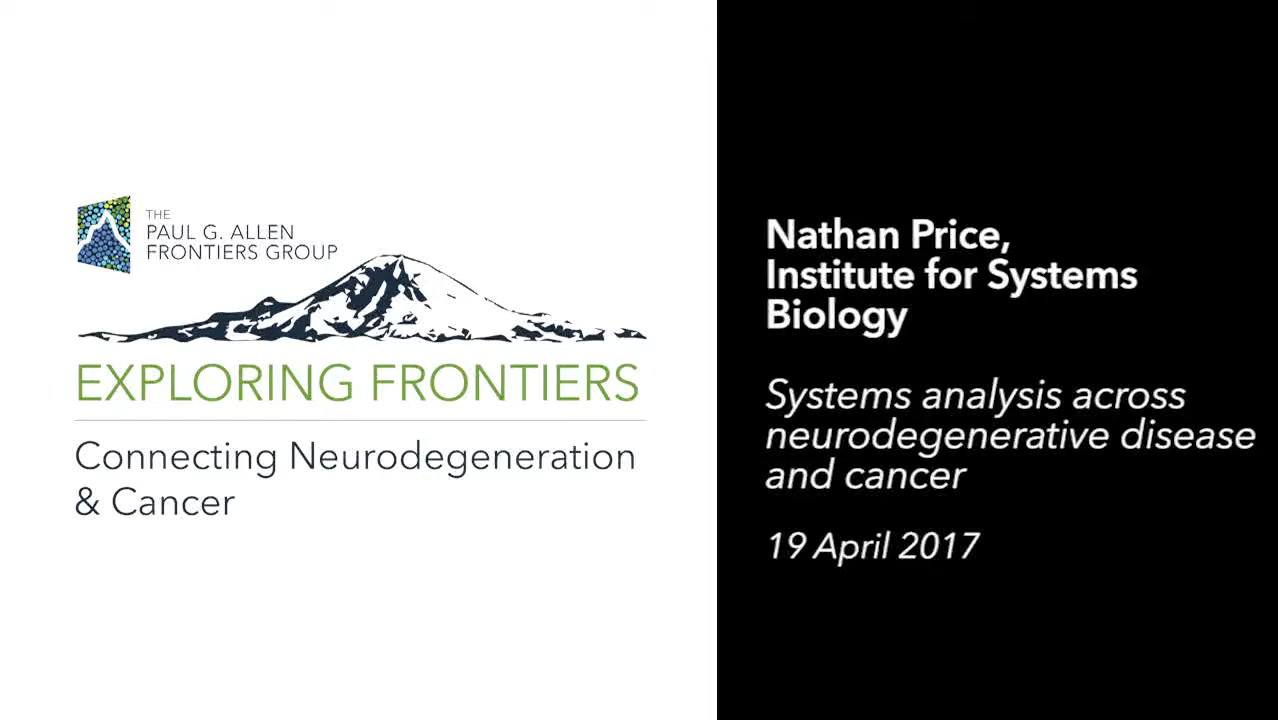 THE
PAUL G. ALLEN
FRONTIERS GROUP
EXPLORING FRONTIERS
Connecting Neurodegeneration
& Cancer
Nathan Price,
Institute for Systems
Biology
Systems analysis across
neurodegenerative disease
and cancer
19 April 2017